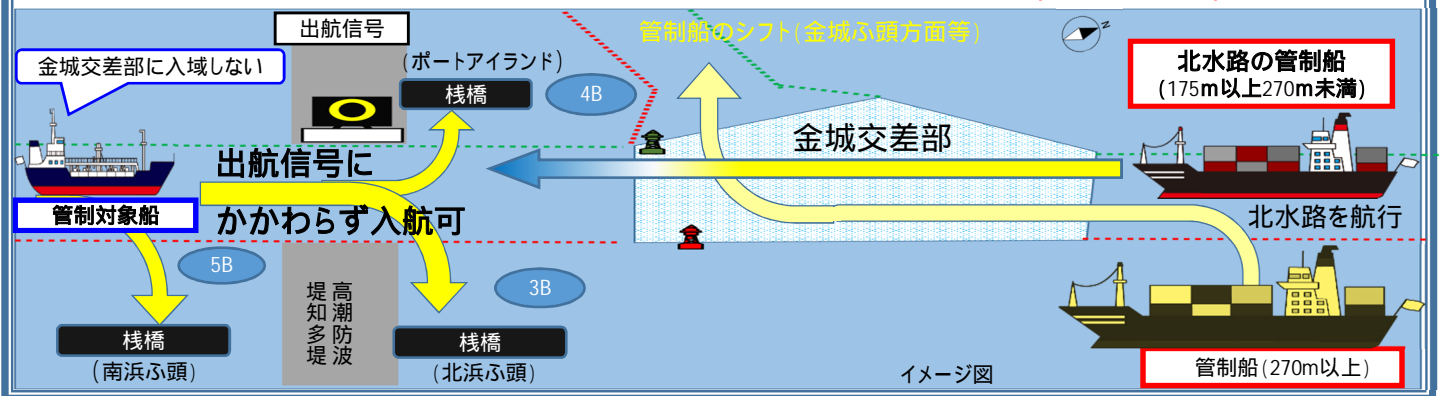 出航信号
管制船のシフト(金城ふ頭方面等)
N
金城交差部に入域しない
(ポートアイランド)
桟橋
4B
北水路の管制船
(175m以上270m未満)
金城交差部
出航信号に
かかわらず入航可
管制対象船
北水路を航行
5B
3B
高潮防波
堤知多堤
桟橋
(南浜ふ頭)
桟橋
(北浜ふ頭)
イメージ図
管制船(270m以上)